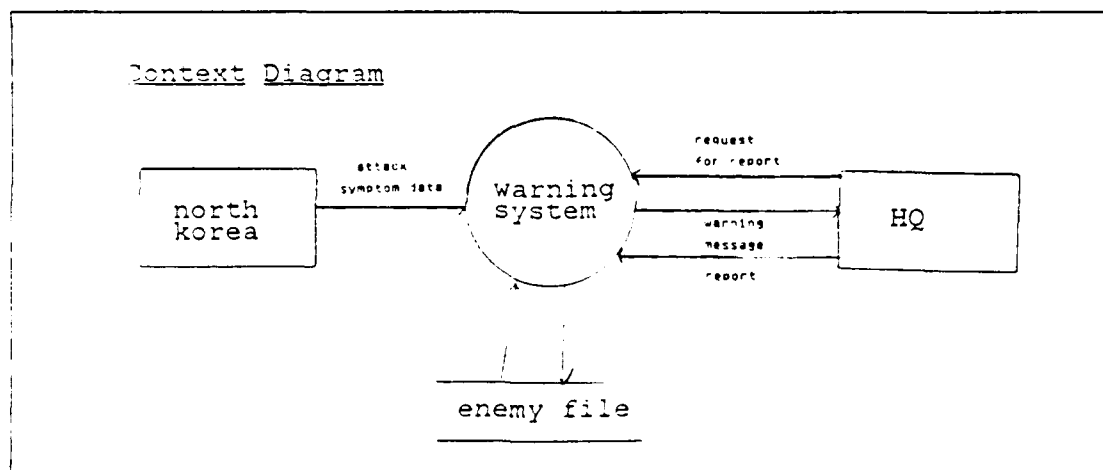 Context Diagram
attack
symptom data
north
korea
warning
system
request
for report
warning
message
report
HQ
enemy file